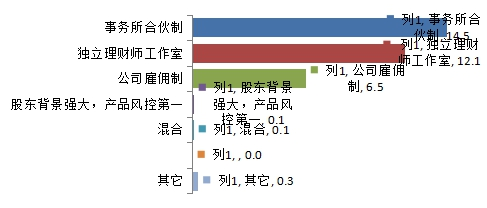 事务所合伙制
列1, 事务所合
伙制, 14.5
独立理财师工作室
列1, 独立理财
师工作室, 12.1
公司雇佣制
列1, 公司雇佣
制, 6.5
股东背景强大，产品风控第一
列1, 股东背景
强大，产品风
控第一, 0.1
混合
列1, 混合, 0.1
列1, , 0.0
其它
列1, 其它, 0.3